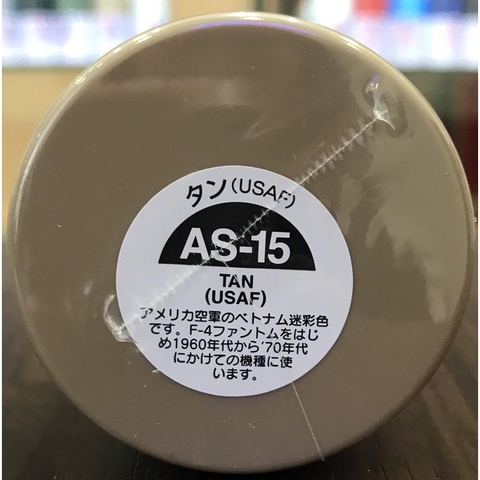 タン(USAF)
AS-15
TAN
(USAF)
アメリカ空軍のベトナム迷彩色
です。F-4ファントムをはじ
め1960年代から'70年代
にかけての機種に使
います。